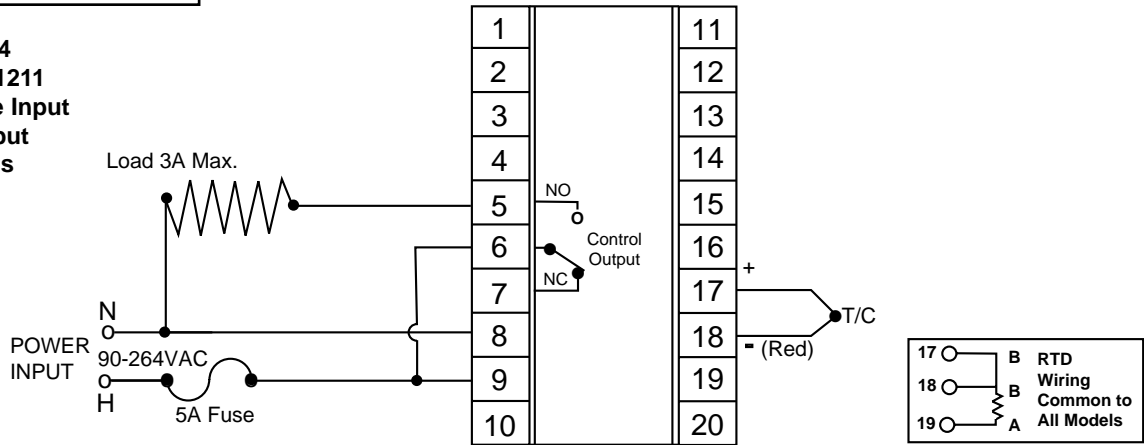 4
1211
e Input
put
s
Load 3A Max.
N
POWER
INPUT
90-264VAC
H
5A Fuse
1
2
3
4
5
6
7
8
9
10
NO
Control
Output
NC
11
12
13
14
15
16
17
18
19
20
+
T/C
- (Red)
17 B RTD
18 B Wiring
Common to
19 A All Models